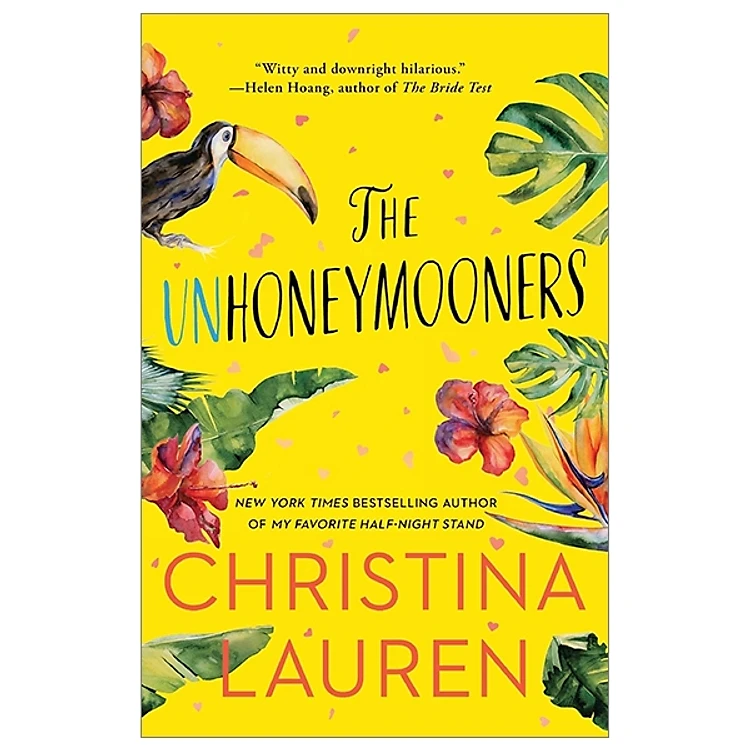 “Witty and downright hilarious.”
—Helen Hoang, author of The Bride Test
THE
UNHONEYMOONERS
NEW YORK TIMES BESTSELLING AUTHOR
OF MY FAVORITE HALF-NIGHT STAND
CHRISTINA
LAUREN